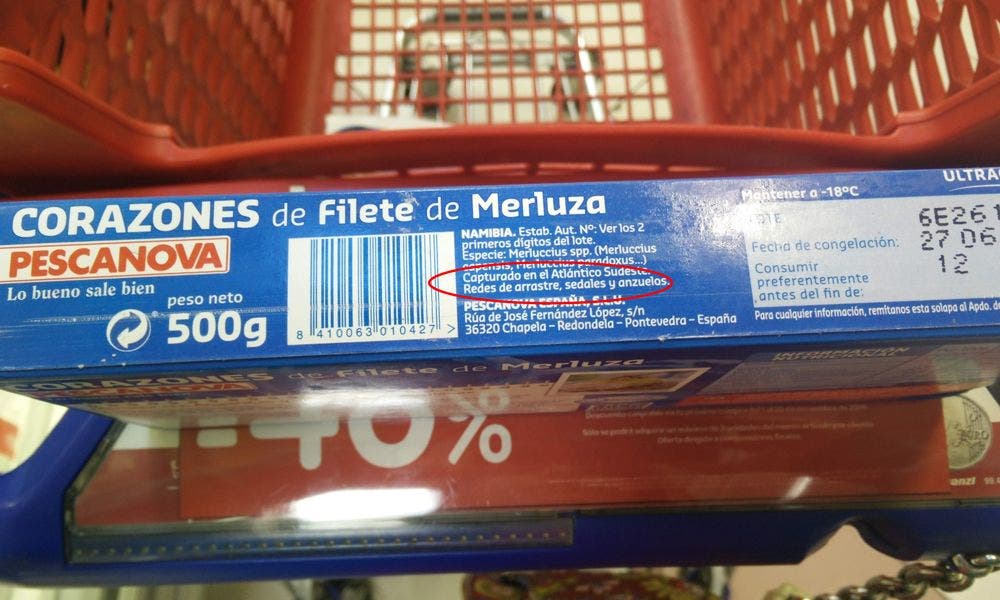 CORAZONES de Filete de Merluza
PESCANOVA
Lo bueno sale bien
peso neto
500g
8 410063 010427 >
NAMIBIA. Estab. Aut. Nº: Ver los 2
primeros dígitos del lote.
Especie: Merluccius spp. (Merluccius
capensis, Merluccius paradoxus...)
Capturado en el Atlántico Sudeste.
Redes de arrastre, sedales y anzuelos.
PESCANOVA ESPAÑA, S.L.U.
Rúa de José Fernández López, s/n
36320 Chapela – Redondela – Pontevedra – España
Mantener a -18ºC
LOTE
Fecha de congelación:
Consumir
preferentemente
antes del fin de:
Para cualquier información, remítanos esta solapa al Apdo.
6E261
27 06
12
CORAZONES de Filete de Merluza
PESCANOVA
-40%